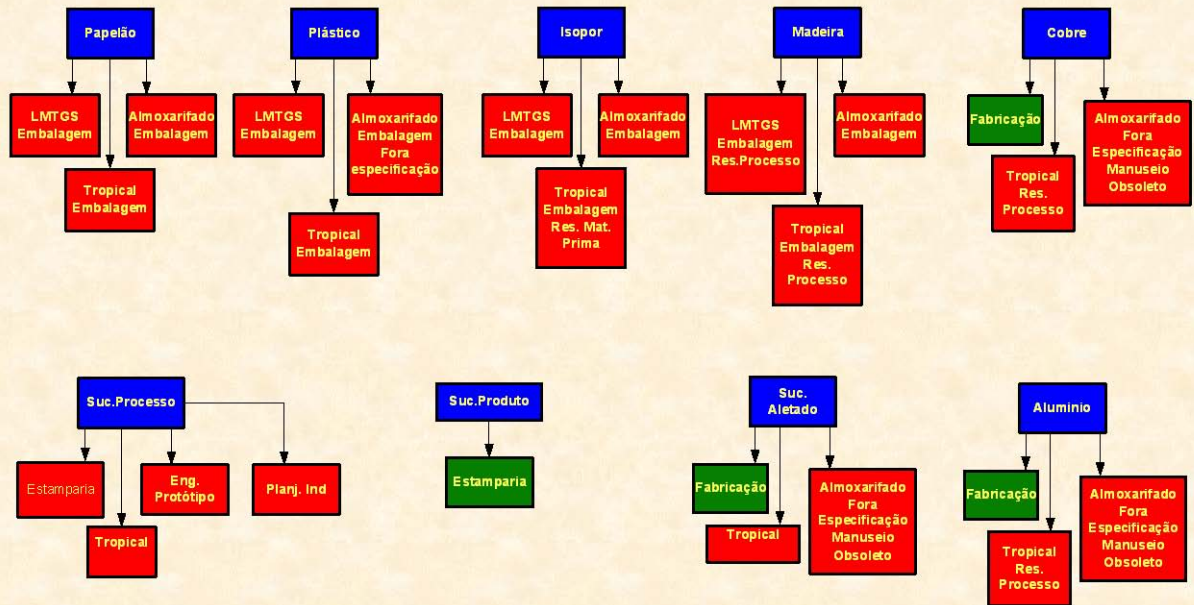 Papelão
LMTGS
Embalagem
Almoxarifado
Embalagem
Tropical
Embalagem
Plástico
LMTGS
Embalagem
Almoxarifado
Embalagem
Fora
especificação
Tropical
Embalagem
Isopor
LMTGS
Embalagem
Almoxarifado
Embalagem
Tropical
Embalagem
Res. Mat.
Prima
Madeira
LMTGS
Embalagem
Res.Processo
Almoxarifado
Embalagem
Tropical
Embalagem
Res.
Processo
Cobre
Fabricação
Tropical
Res.
Processo
Almoxarifado
Fora
Especificação
Manuseio
Obsoleto
Suc.Processo
Estamparia
Tropical
Eng.
Protótipo
Planj. Ind
Suc.Produto
Estamparia
Suc.
Aletado
Fabricação
Tropical
Almoxarifado
Fora
Especificação
Manuseio
Obsoleto
Alumínio
Fabricação
Tropical
Res.
Processo
Almoxarifado
Fora
Especificação
Manuseio
Obsoleto